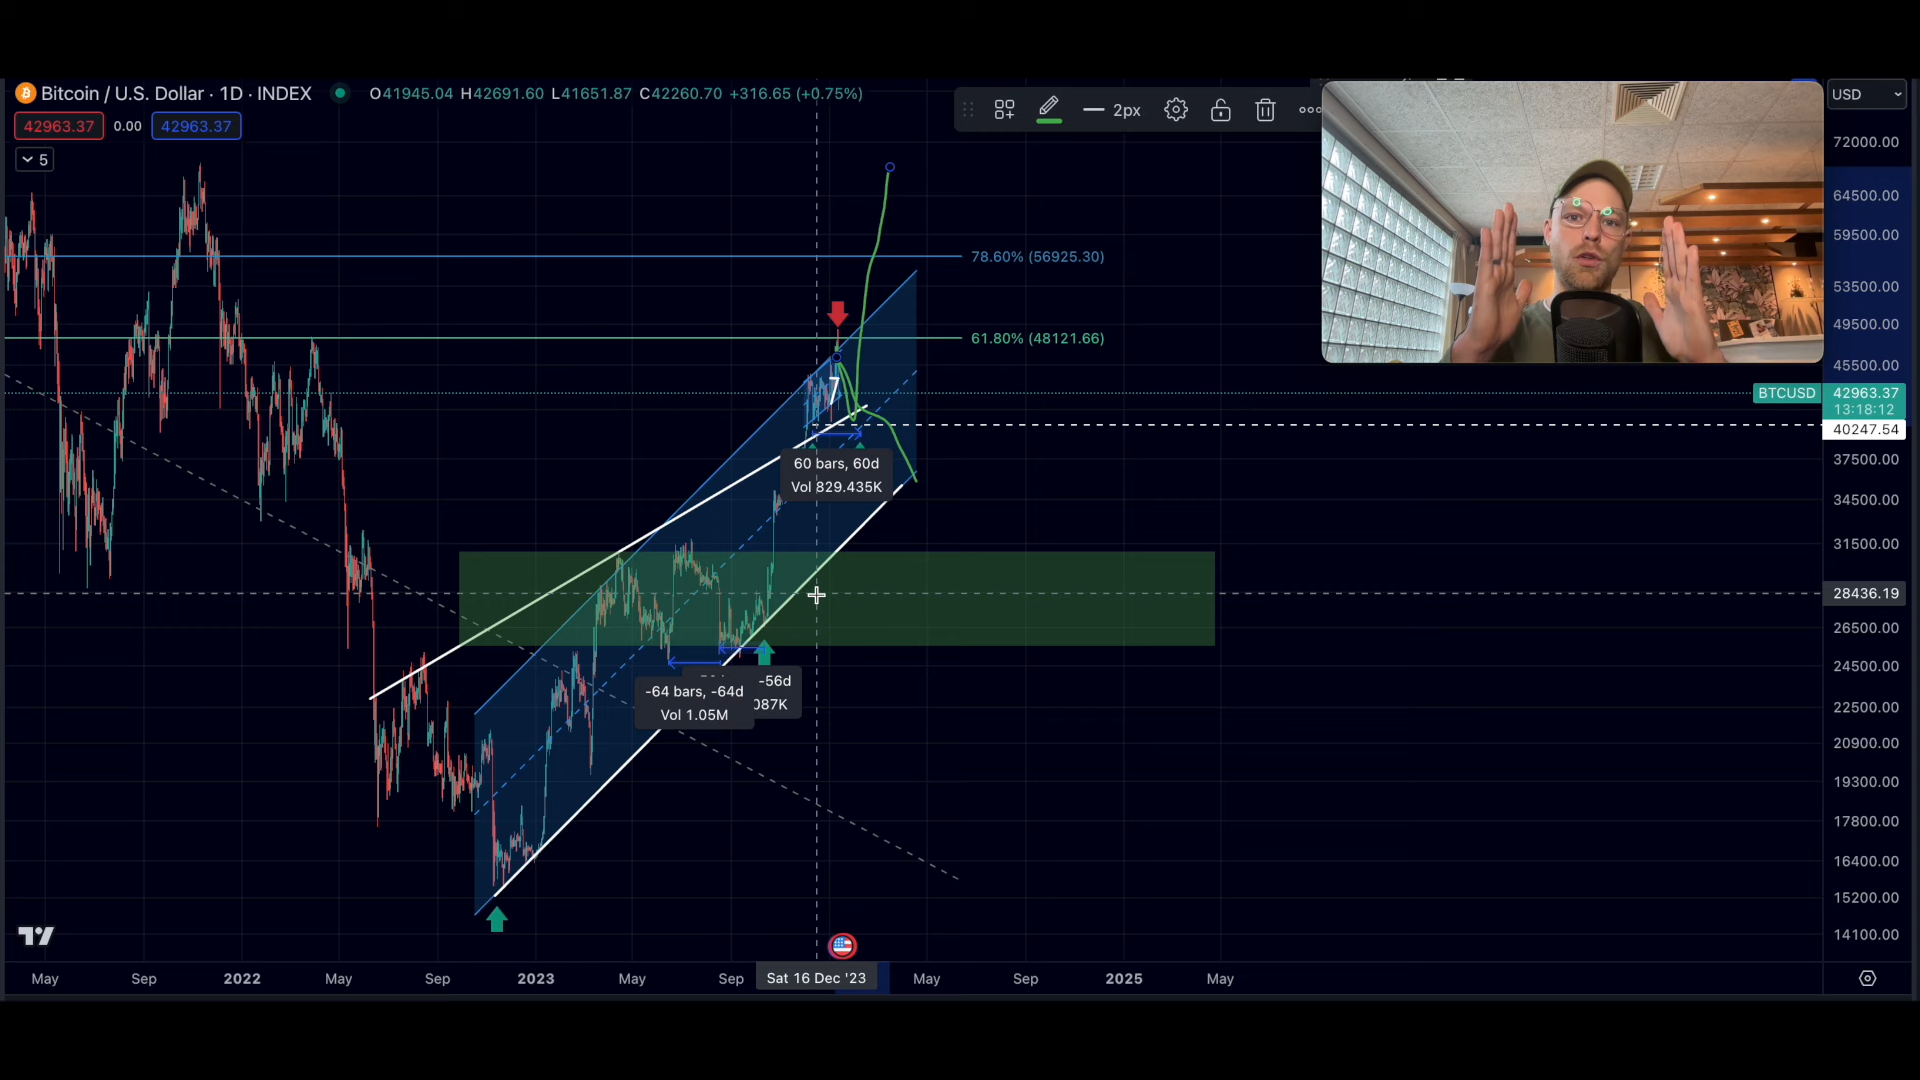 Bitcoin / U.S. Dollar · 1D · INDEX
O41945.04 H42691.60 L41651.87 C42260.70 +316.65 (+0.75%)
42963.37 0.00 42963.37
5
2px
USD
72000.00
64500.00
59500.00
53500.00
49500.00
45500.00
BTCUSD 42963.37
13:18:12
40247.54
37500.00
34500.00
31500.00
28436.19
26500.00
24500.00
22500.00
20900.00
19300.00
17800.00
16400.00
15200.00
14100.00
78.60% (56925.30)
61.80% (48121.66)
7
60 bars, 60d
Vol 829.435K
-64 bars, -64d
Vol 1.05M
-56d
087K
May Sep 2022 May Sep 2023 May Sep Sat 16 Dec '23 May Sep 2025 May